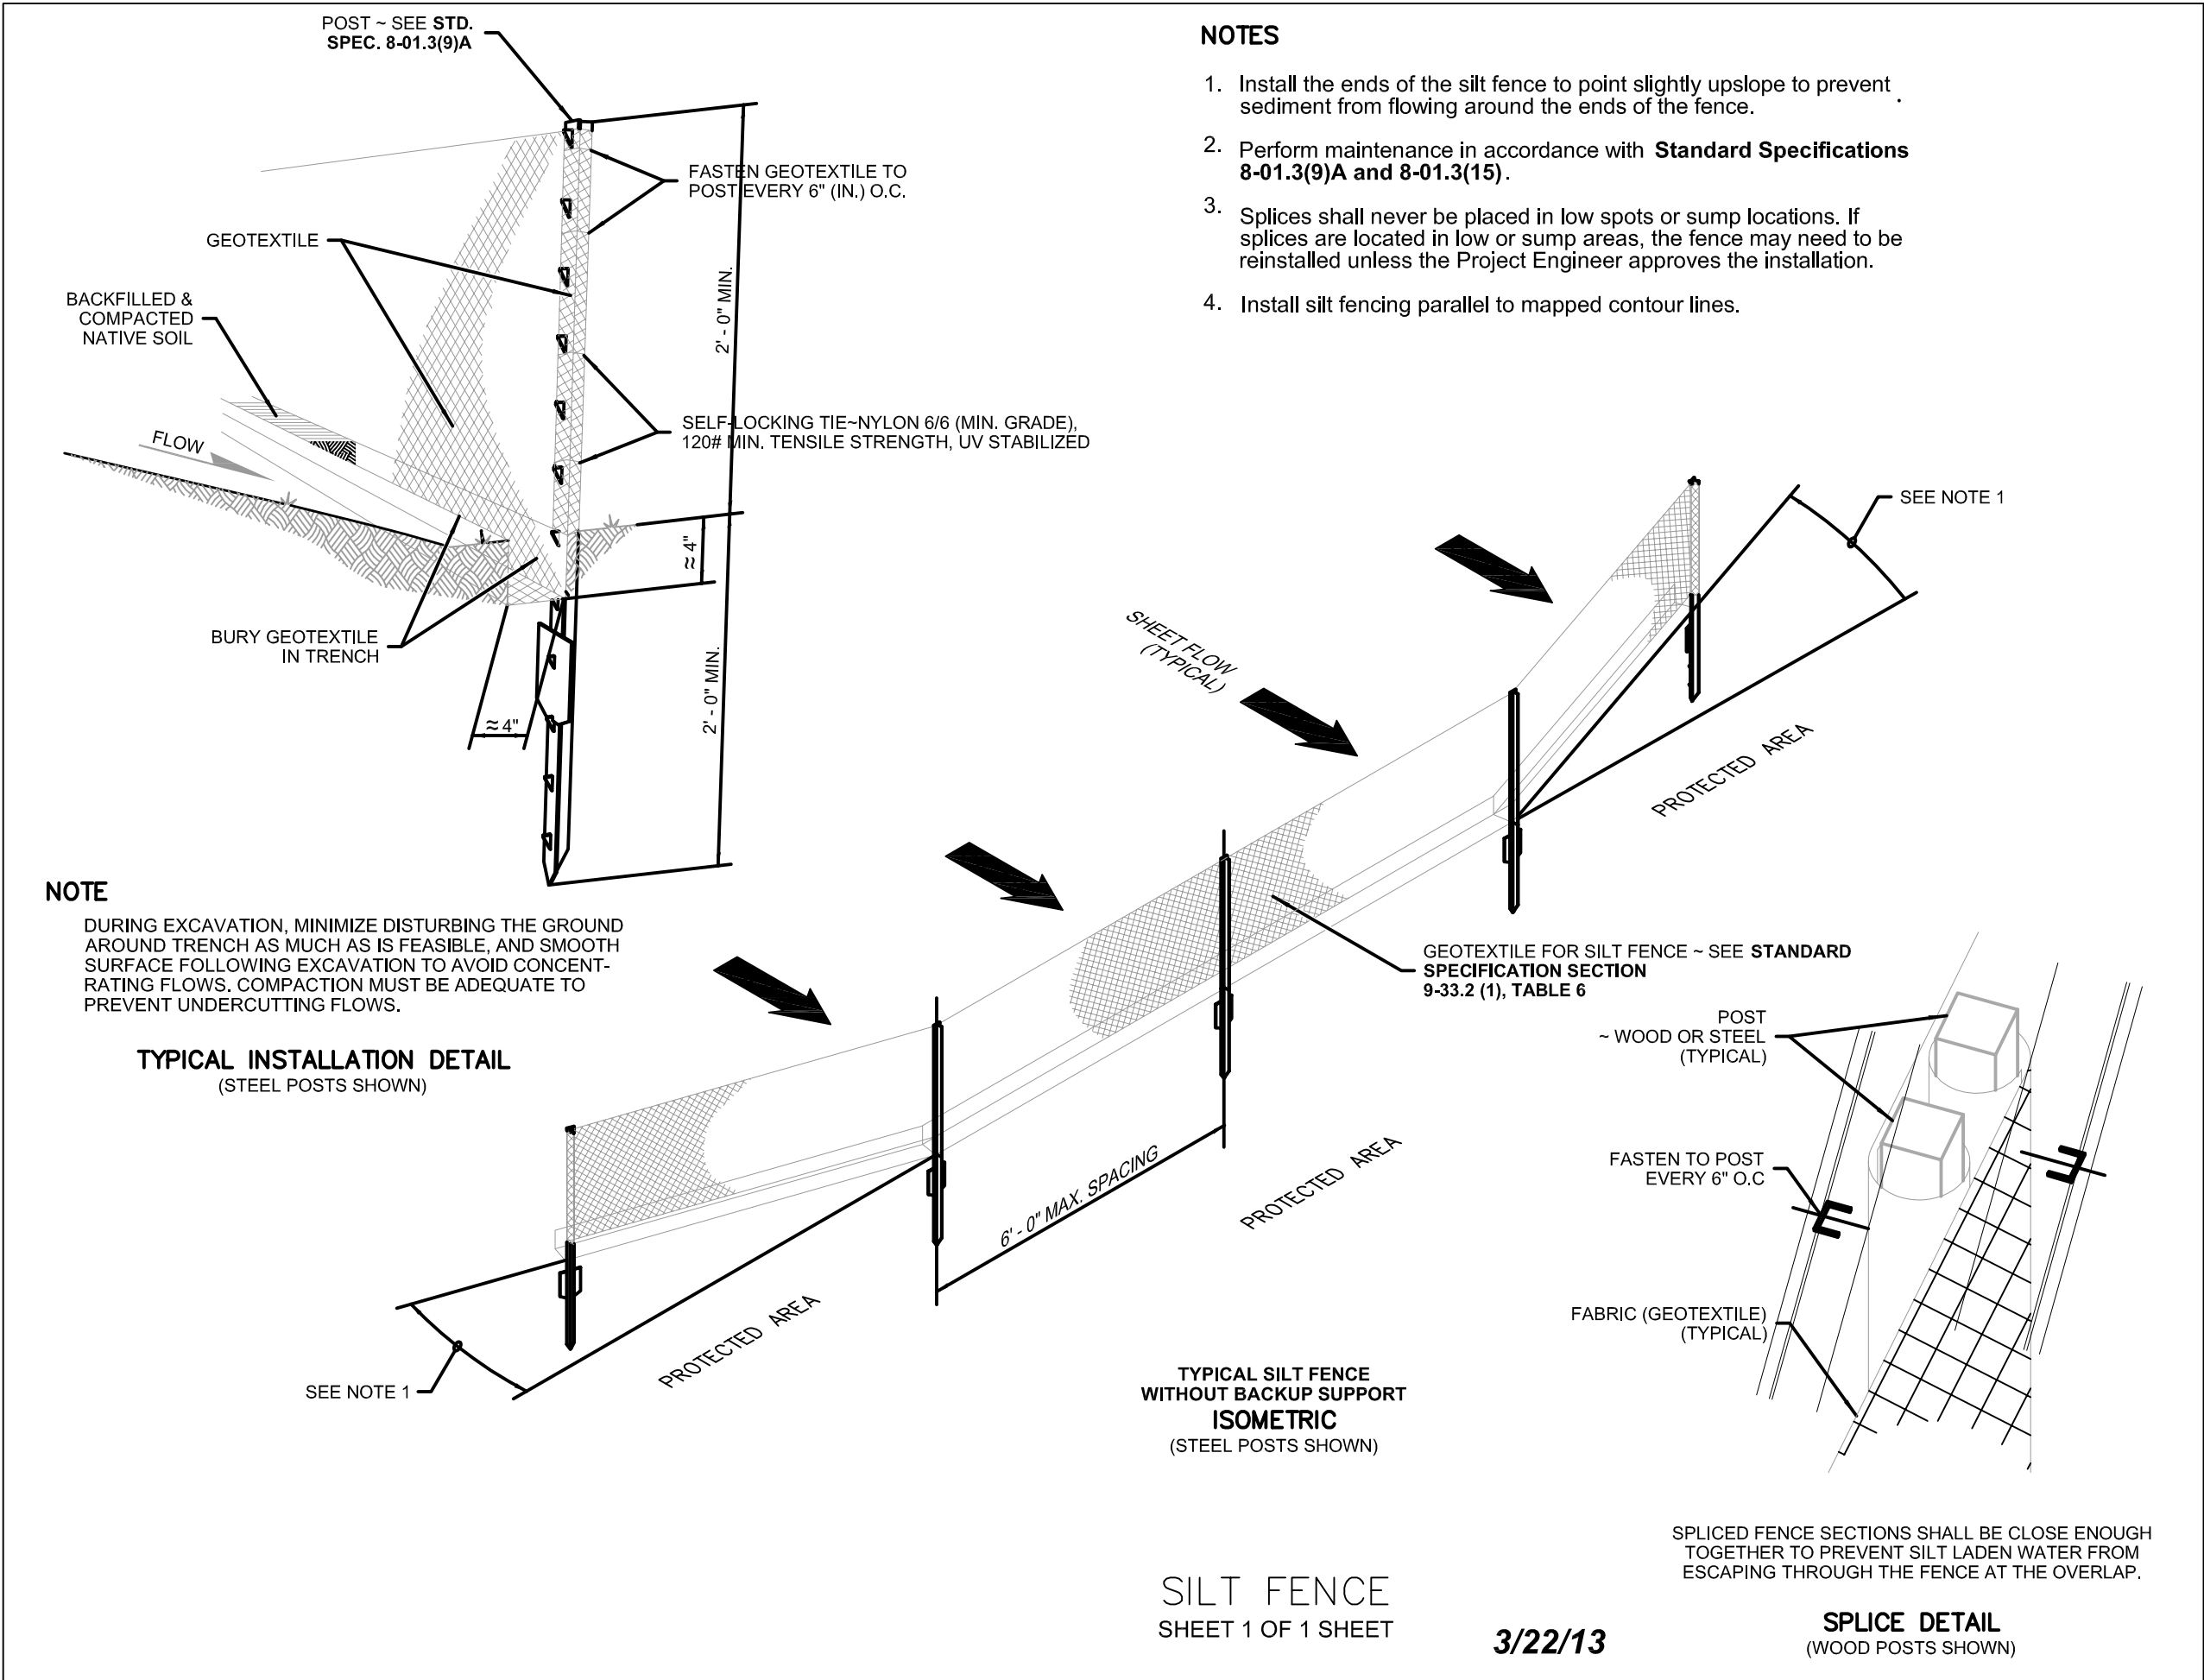 POST ~ SEE STD.
SPEC. 8-01.3(9)A
FASTEN GEOTEXTILE TO
POST EVERY 6" (IN.) O.C.
GEOTEXTILE
BACKFILLED &
COMPACTED
NATIVE SOIL
2' - 0" MIN.
SELF-LOCKING TIE~NYLON 6/6 (MIN. GRADE),
120# MIN. TENSILE STRENGTH, UV STABILIZED
FLOW
≈ 4"
BURY GEOTEXTILE
IN TRENCH
2' - 0" MIN.
≈ 4"
NOTE
DURING EXCAVATION, MINIMIZE DISTURBING THE GROUND
AROUND TRENCH AS MUCH AS IS FEASIBLE, AND SMOOTH
SURFACE FOLLOWING EXCAVATION TO AVOID CONCENT-
RATING FLOWS. COMPACTION MUST BE ADEQUATE TO
PREVENT UNDERCUTTING FLOWS.
TYPICAL INSTALLATION DETAIL
(STEEL POSTS SHOWN)
NOTES
1. Install the ends of the silt fence to point slightly upslope to prevent
sediment from flowing around the ends of the fence.
2. Perform maintenance in accordance with Standard Specifications
8-01.3(9)A and 8-01.3(15).
3. Splices shall never be placed in low spots or sump locations. If
splices are located in low or sump areas, the fence may need to be
reinstalled unless the Project Engineer approves the installation.
4. Install silt fencing parallel to mapped contour lines.
SEE NOTE 1
SHEET FLOW
(TYPICAL)
PROTECTED AREA
GEOTEXTILE FOR SILT FENCE ~ SEE STANDARD
SPECIFICATION SECTION
9-33.2 (1), TABLE 6
6' - 0" MAX. SPACING
PROTECTED AREA
PROTECTED AREA
SEE NOTE 1
TYPICAL SILT FENCE
WITHOUT BACKUP SUPPORT
ISOMETRIC
(STEEL POSTS SHOWN)
POST
~ WOOD OR STEEL
(TYPICAL)
FASTEN TO POST
EVERY 6" O.C
FABRIC (GEOTEXTILE)
(TYPICAL)
SPLICED FENCE SECTIONS SHALL BE CLOSE ENOUGH
TOGETHER TO PREVENT SILT LADEN WATER FROM
ESCAPING THROUGH THE FENCE AT THE OVERLAP.
SPLICE DETAIL
(WOOD POSTS SHOWN)
SILT FENCE
SHEET 1 OF 1 SHEET
3/22/13